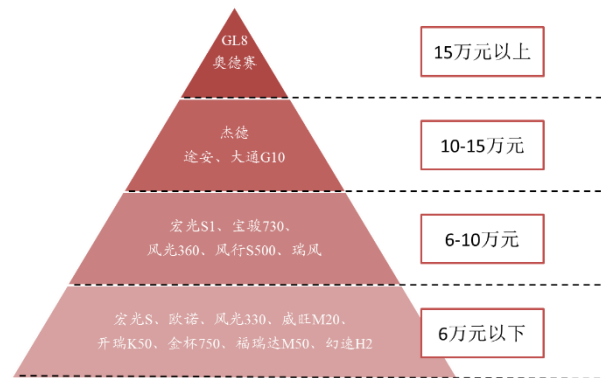 GL8
奥德赛
15万元以上
杰德
途安、大通G10
10-15万元
宏光S1、宝骏730、
风光360、风行S500、瑞风
6-10万元
宏光S、欧诺、风光330、威旺M20、
开瑞K50、金杯750、福瑞达M50、幻速H2
6万元以下